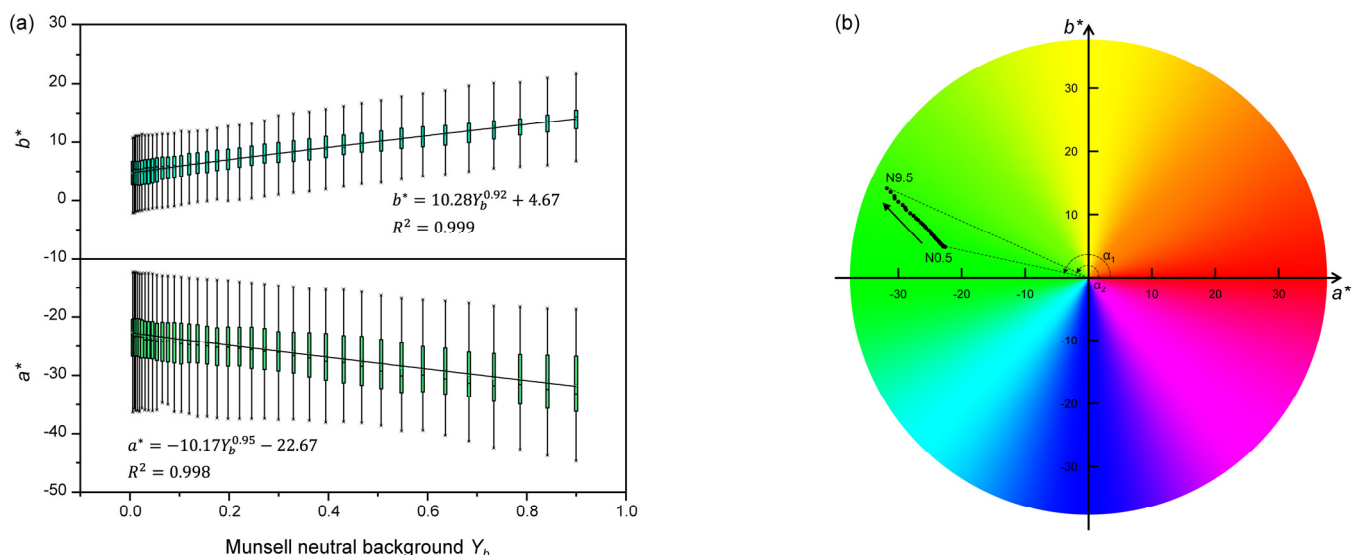 (a)
30
20
10
0
-10
b*
b* = 10.28Y_b^0.92 + 4.67
R² = 0.999
-20
-30
-40
-50
a*
a* = −10.17Y_b^0.95 − 22.67
R² = 0.998
0.0 0.2 0.4 0.6 0.8 1.0
Munsell neutral background Y_b
(b)
b*
30
20
10
N9.5
N0.5
α₁
α₂
-30 -20 -10 10 20 30
a*
-10
-20
-30